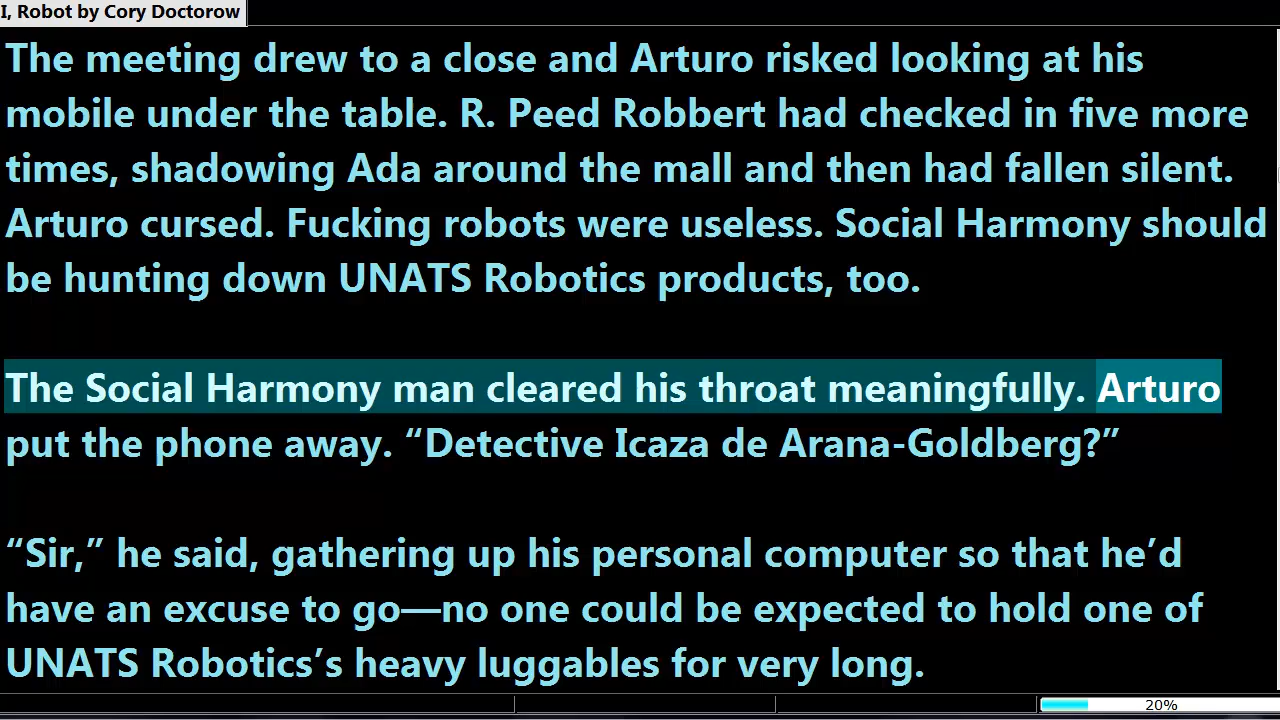 I, Robot by Cory Doctorow
The meeting drew to a close and Arturo risked looking at his
mobile under the table. R. Peed Robbert had checked in five more
times, shadowing Ada around the mall and then had fallen silent.
Arturo cursed. Fucking robots were useless. Social Harmony should
be hunting down UNATS Robotics products, too.
The Social Harmony man cleared his throat meaningfully. Arturo
put the phone away. “Detective Icaza de Arana-Goldberg?”
“Sir,” he said, gathering up his personal computer so that he’d
have an excuse to go—no one could be expected to hold one of
UNATS Robotics’s heavy luggables for very long.
20%